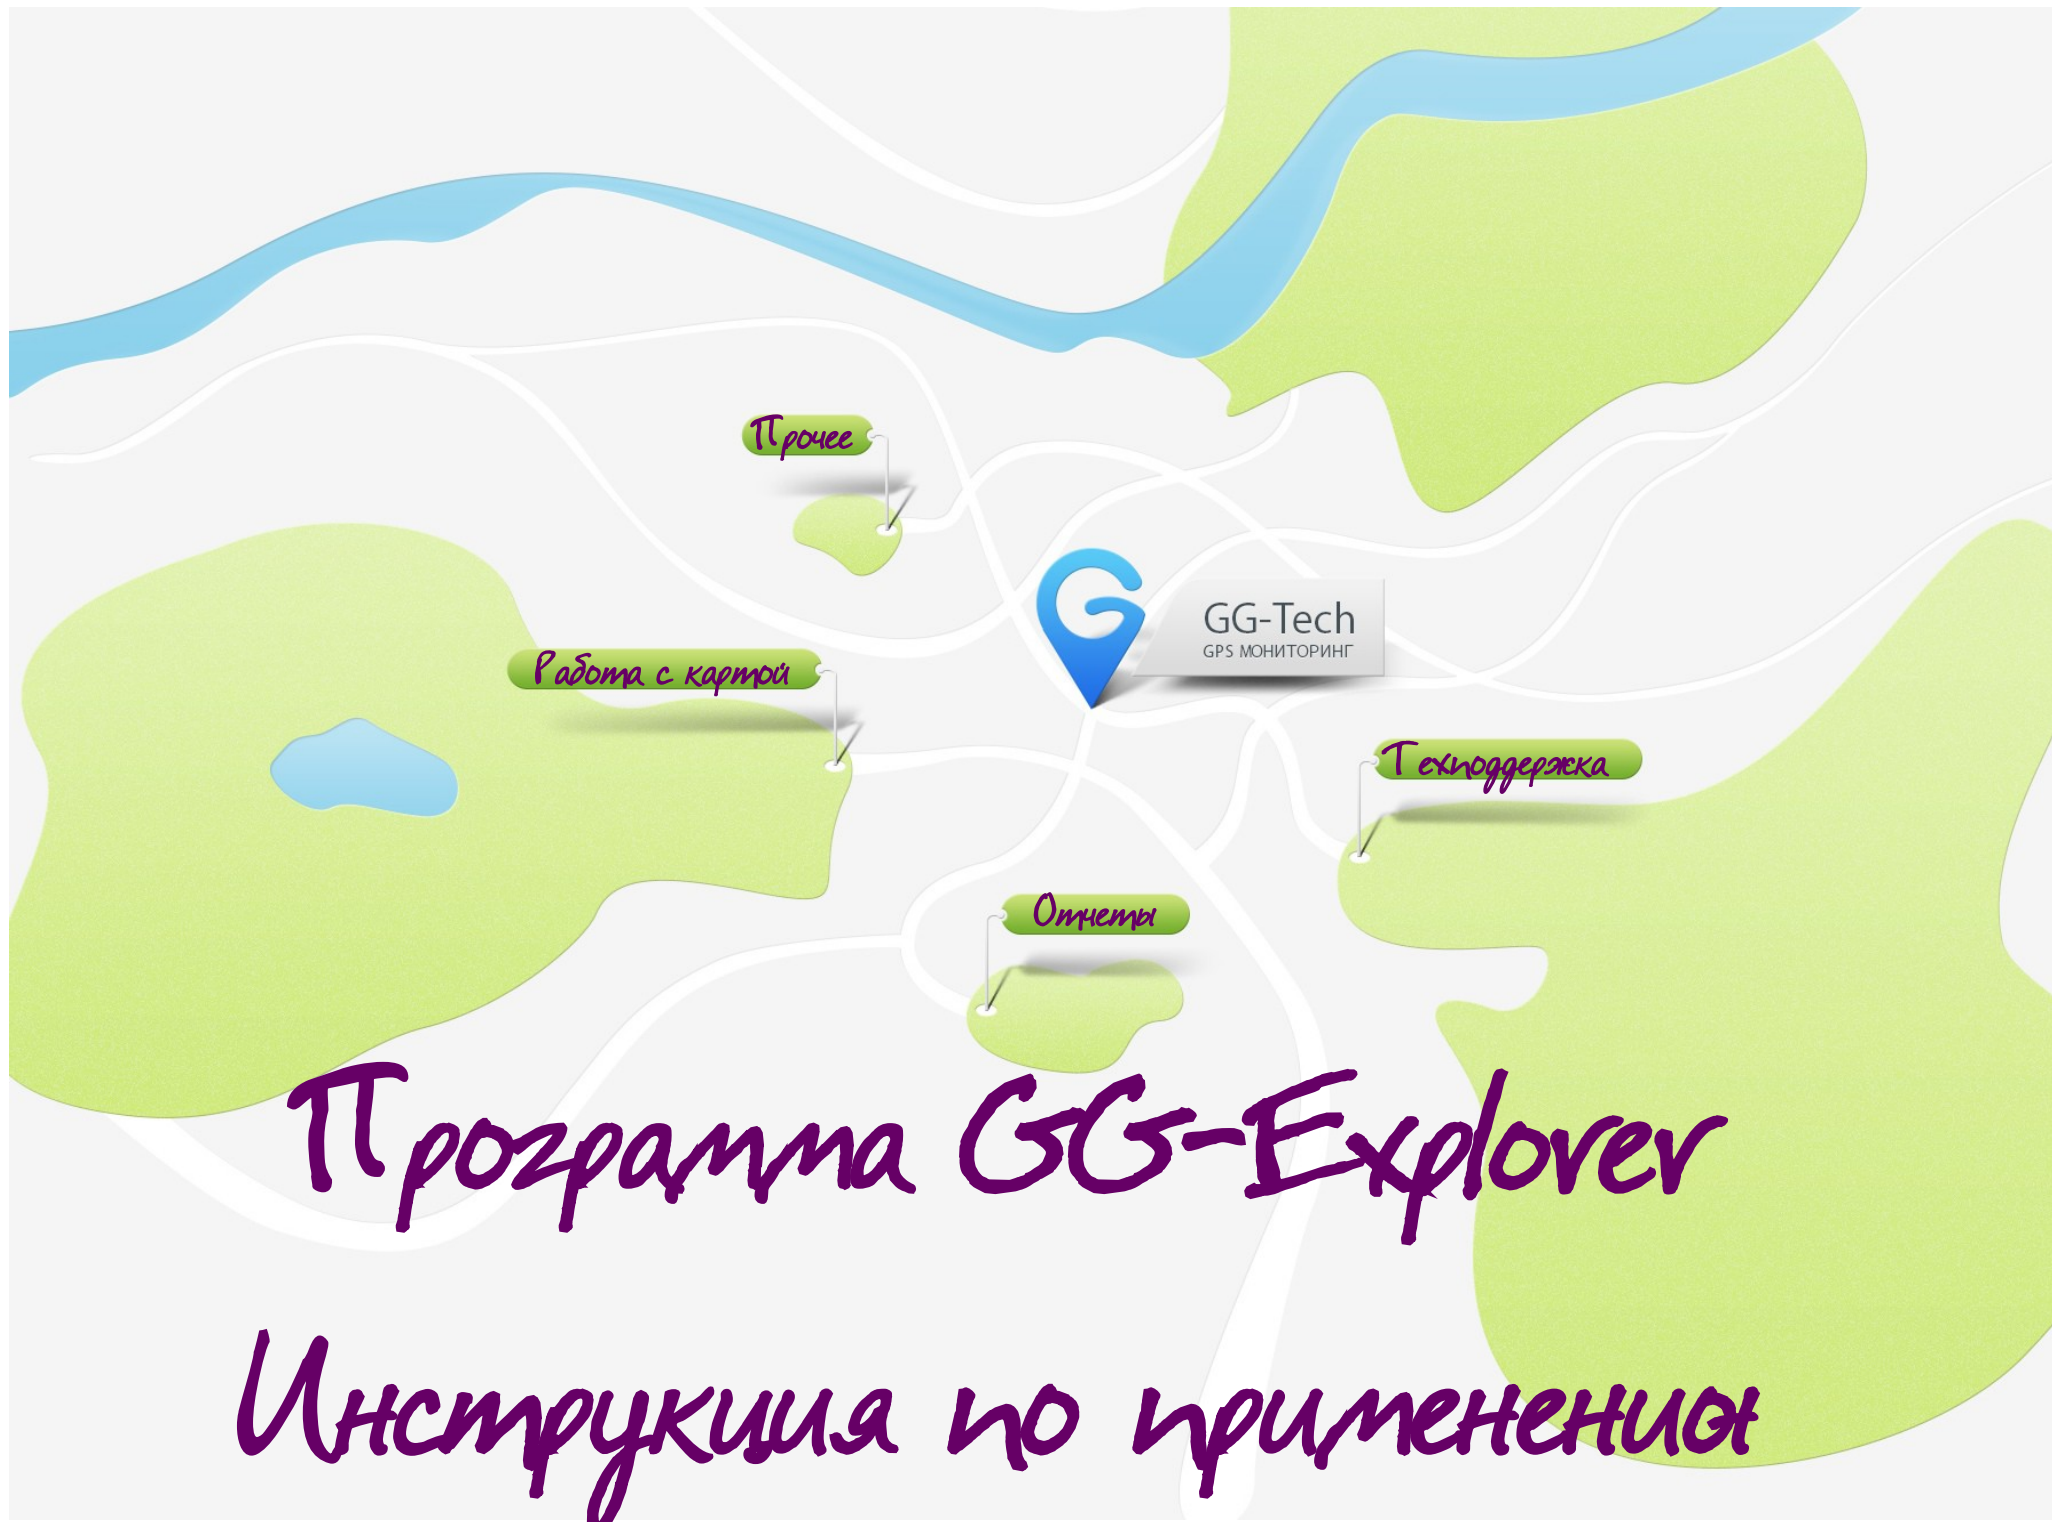 Прочее
GG-Tech
GPS МОНИТОРИНГ
Работа с картой
Техподдержка
Отчеты
Программа GG-Explorer
Инструкция по применению